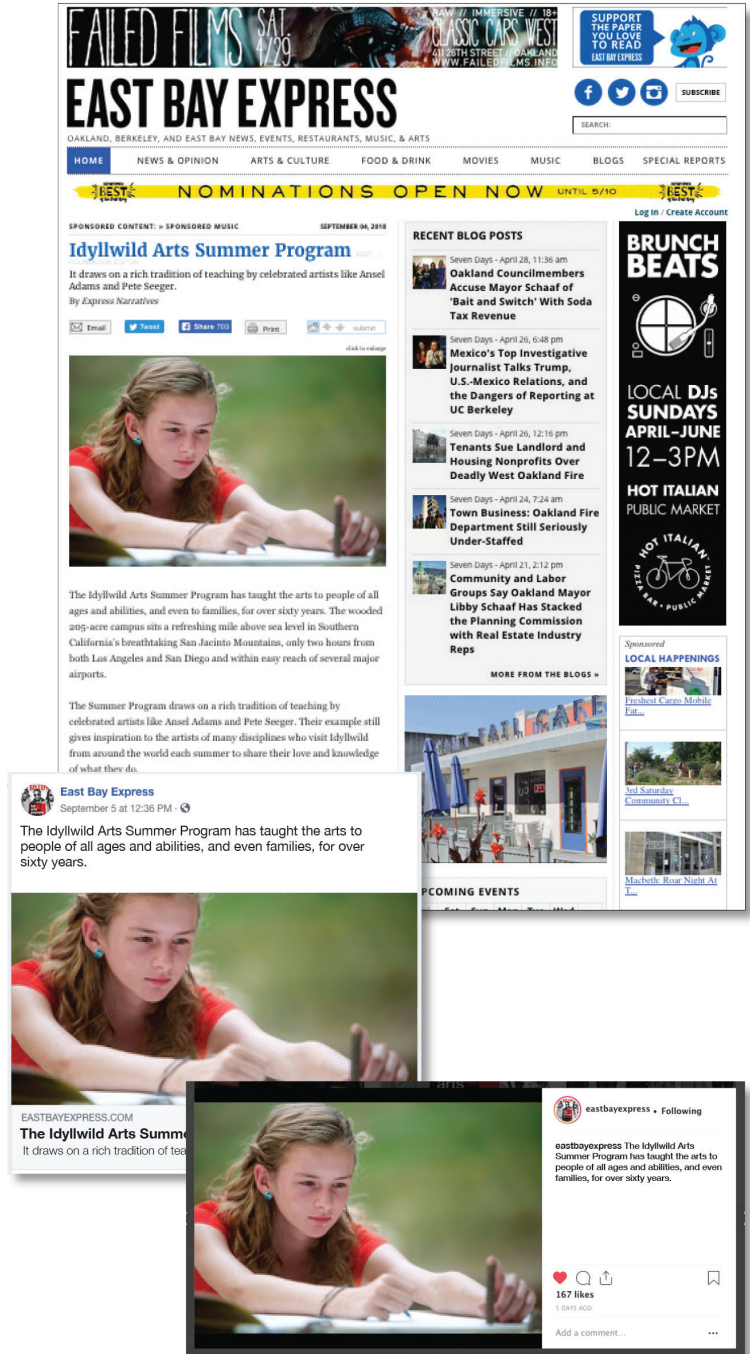 FAILED FILMS
SAT.
4/29
RAW // IMMERSIVE // 18+
CLASSIC CARS WEST
411 26TH STREET // OAKLAND
WWW.FAILEDFILMS.INFO
SUPPORT
THE PAPER
YOU LOVE
TO READ
EAST BAY EXPRESS
EAST BAY EXPRESS
OAKLAND, BERKELEY, AND EAST BAY NEWS, EVENTS, RESTAURANTS, MUSIC, & ARTS
SUBSCRIBE
SEARCH:
HOME NEWS & OPINION ARTS & CULTURE FOOD & DRINK MOVIES MUSIC BLOGS SPECIAL REPORTS
BEST NOMINATIONS OPEN NOW UNTIL 5/10 BEST
Log in / Create Account
SPONSORED CONTENT: » SPONSORED MUSIC SEPTEMBER 04, 2018
Idyllwild Arts Summer Program
It draws on a rich tradition of teaching by celebrated artists like Ansel
Adams and Pete Seeger.
By Express Narratives
Email Tweet Share 703 Print submit
click to enlarge
The Idyllwild Arts Summer Program has taught the arts to people of all
ages and abilities, and even to families, for over sixty years. The wooded
205-acre campus sits a refreshing mile above sea level in Southern
California's breathtaking San Jacinto Mountains, only two hours from
both Los Angeles and San Diego and within easy reach of several major
airports.
The Summer Program draws on a rich tradition of teaching by
celebrated artists like Ansel Adams and Pete Seeger. Their example still
gives inspiration to the artists of many disciplines who visit Idyllwild
from around the world each summer to share their love and knowledge
of what they do.
RECENT BLOG POSTS
Seven Days - April 28, 11:36 am
Oakland Councilmembers
Accuse Mayor Schaaf of
'Bait and Switch' With Soda
Tax Revenue
Seven Days - April 26, 6:48 pm
Mexico's Top Investigative
Journalist Talks Trump,
U.S.-Mexico Relations, and
the Dangers of Reporting at
UC Berkeley
Seven Days - April 26, 12:16 pm
Tenants Sue Landlord and
Housing Nonprofits Over
Deadly West Oakland Fire
Seven Days - April 24, 7:24 am
Town Business: Oakland Fire
Department Still Seriously
Under-Staffed
Seven Days - April 21, 2:12 pm
Community and Labor
Groups Say Oakland Mayor
Libby Schaaf Has Stacked
the Planning Commission
with Real Estate Industry
Reps
MORE FROM THE BLOGS »
CAFE
OPEN
PCOMING EVENTS
Sat Sun Mon Tue Wed
BRUNCH
BEATS
LOCAL DJs
SUNDAYS
APRIL–JUNE
12–3PM
HOT ITALIAN
PUBLIC MARKET
HOT ITALIAN
PIZZA BAR • PUBLIC MARKET
Sponsored
LOCAL HAPPENINGS
Freshest Cargo Mobile
Far...
3rd Saturday
Community Cl...
Macbeth: Roar Night At
T...
East Bay Express
September 5 at 12:36 PM ·
The Idyllwild Arts Summer Program has taught the arts to
people of all ages and abilities, and even families, for over
sixty years.
EASTBAYEXPRESS.COM
The Idyllwild Arts Summe
It draws on a rich tradition of tea
arts
eastbayexpress • Following
eastbayexpress The Idyllwild Arts
Summer Program has taught the arts to
people of all ages and abilities, and even
families, for over sixty years.
167 likes
5 DAYS AGO
Add a comment... ...